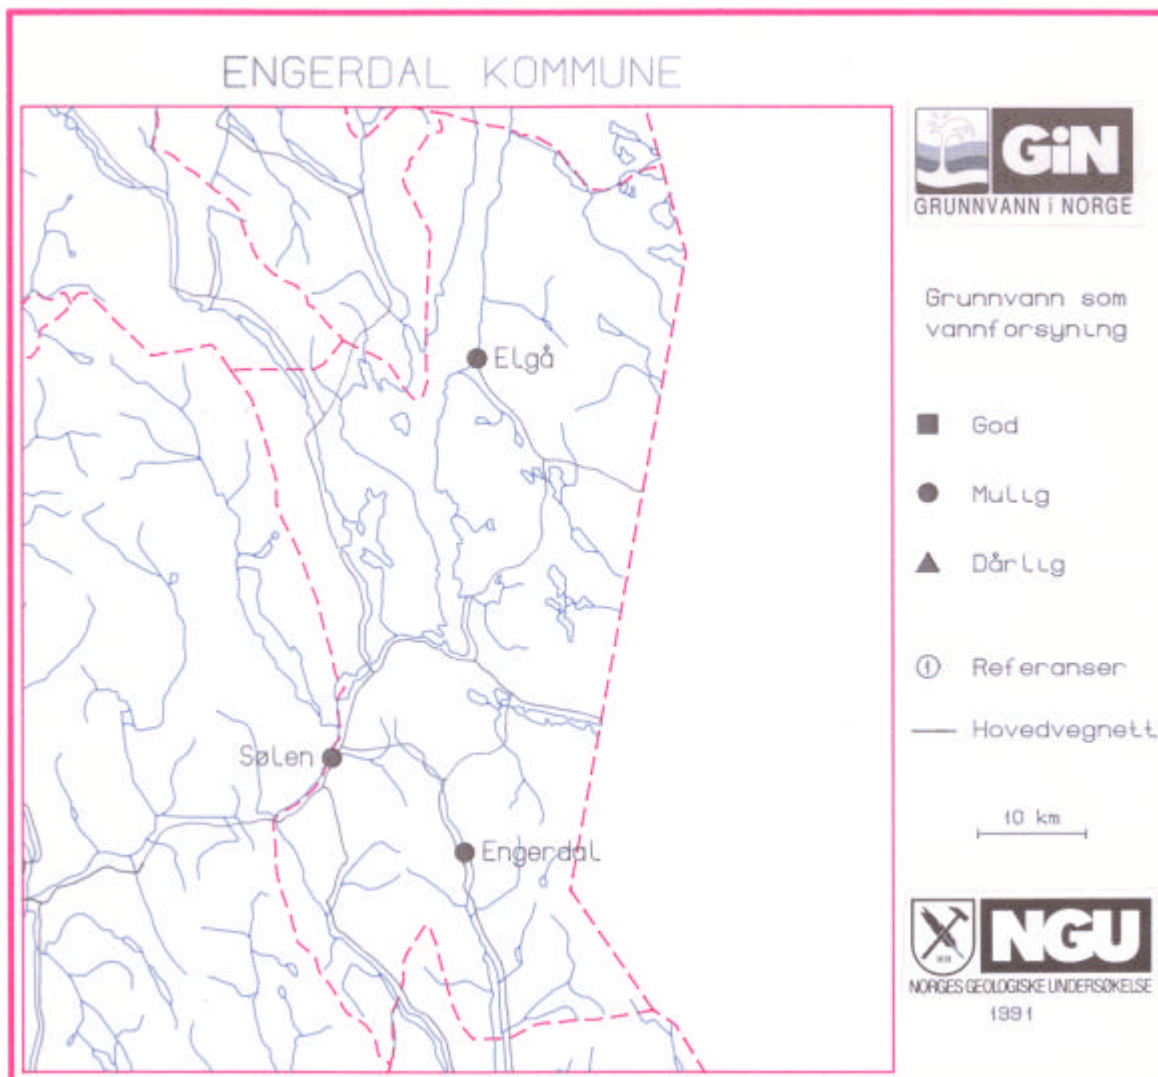 ENGERDAL KOMMUNE
GiN
GRUNNVANN i NORGE
Grunnvann som
vannforsyning
God
Mulig
Dårlig
Referanser
Hovedvegnett
10 km
Elgå
Sølen
Engerdal
NGU
NORGES GEOLOGISKE UNDERSØKELSE
1991